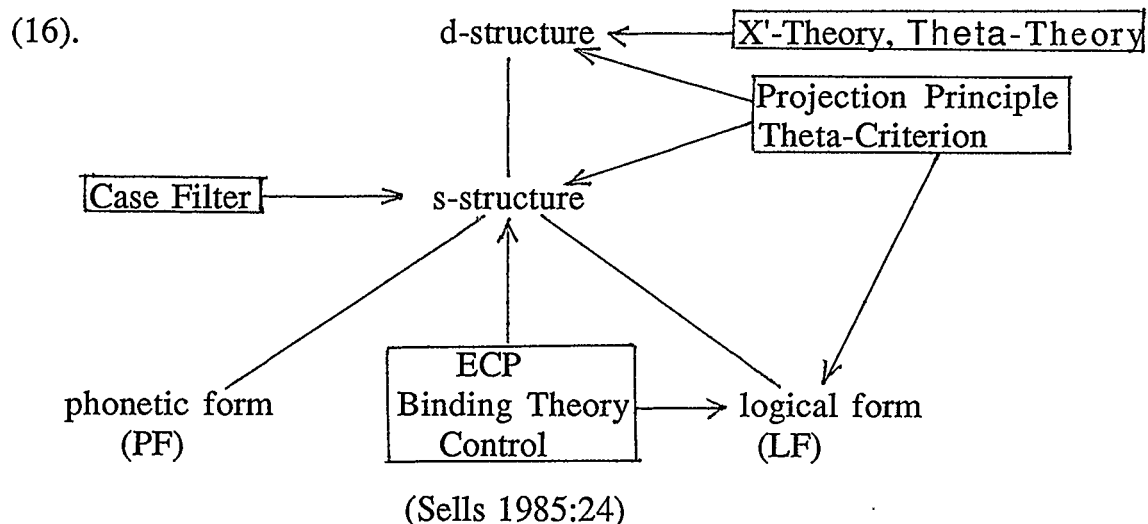 (16).
d-structure
X'-Theory, Theta-Theory
Projection Principle
Theta-Criterion
Case Filter
s-structure
ECP
Binding Theory
Control
phonetic form
(PF)
logical form
(LF)
(Sells 1985:24)